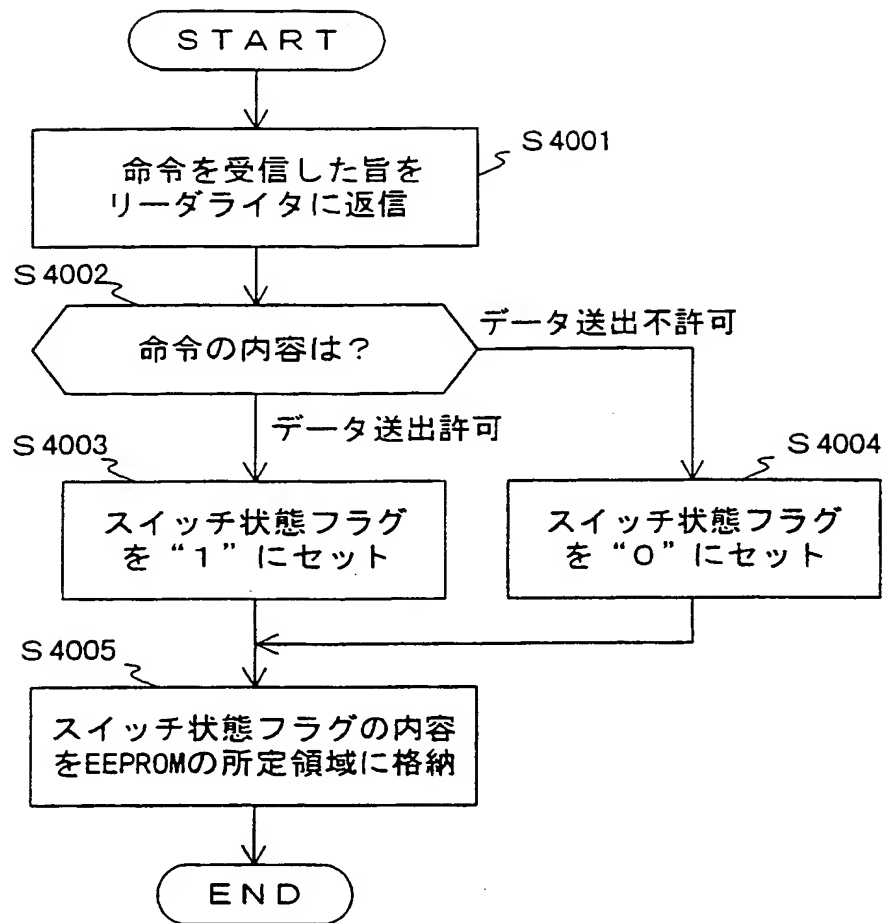 START
S4001
命令を受信した旨を
リーダライタに返信
S4002
命令の内容は?
データ送出不許可
データ送出許可
S4003
スイッチ状態フラグ
を“1”にセット
S4004
スイッチ状態フラグ
を“0”にセット
S4005
スイッチ状態フラグの内容
をEEPROMの所定領域に格納
END